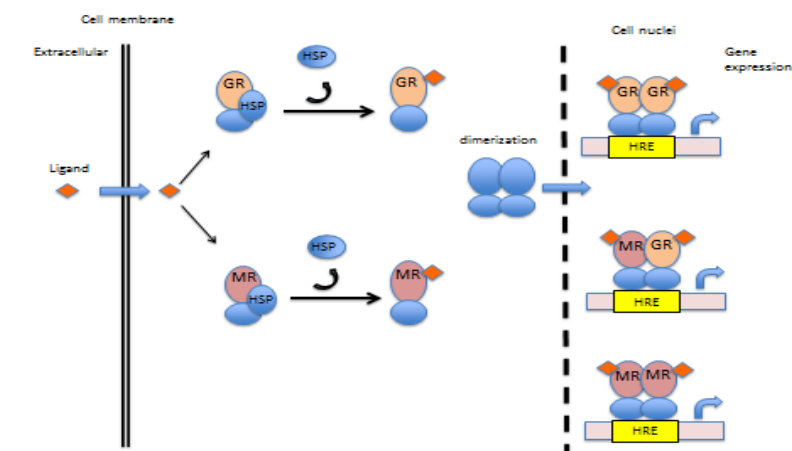 Cell membrane
Extracellular
Cell nuclei
Gene
expression
HSP
GR
HSP
GR
GR GR
HRE
dimerization
Ligand
MR GR
HRE
HSP
MR
HSP
MR
MR MR
HRE